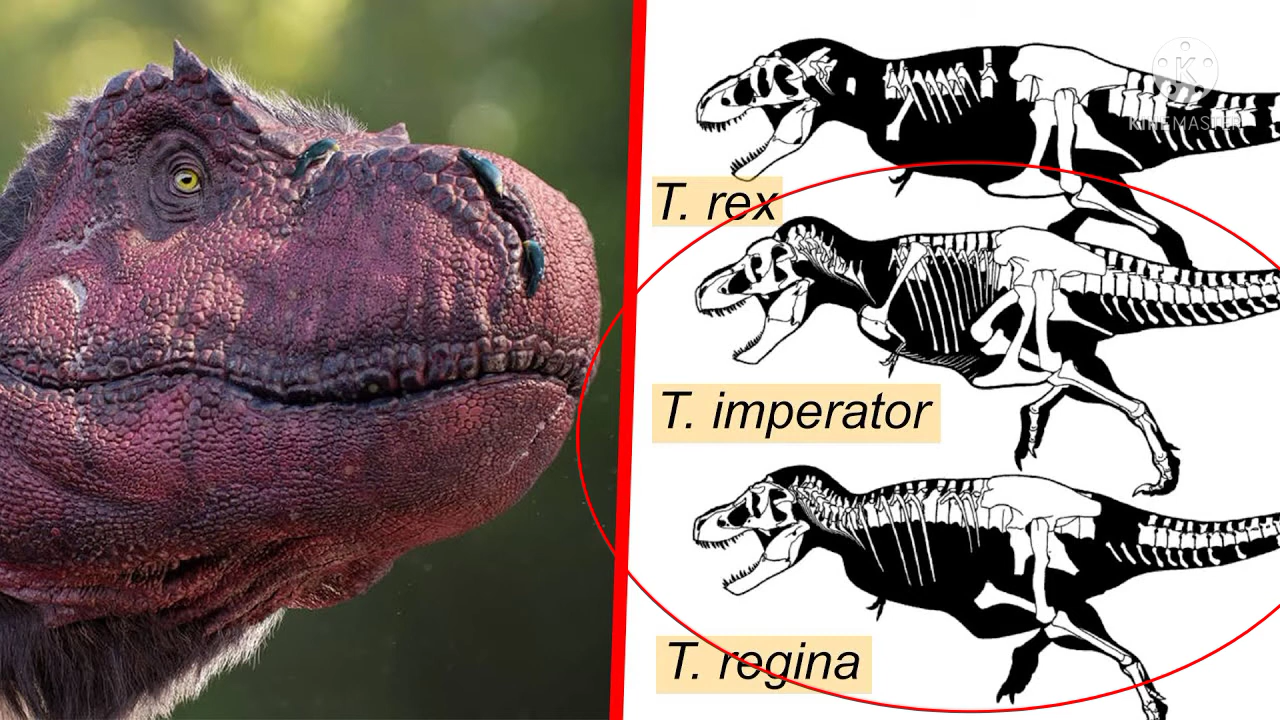 K
KINEMASTER
T. rex
T. imperator
T. regina